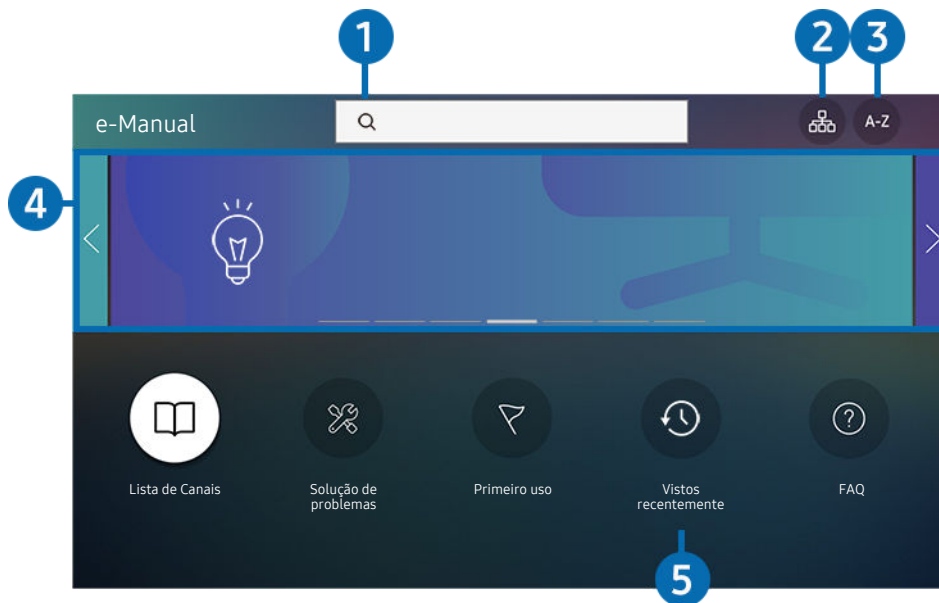 1
2 3
e-Manual
A-Z
4
Lista de Canais
Solução de
problemas
Primeiro uso
Vistos
recentemente
FAQ
5